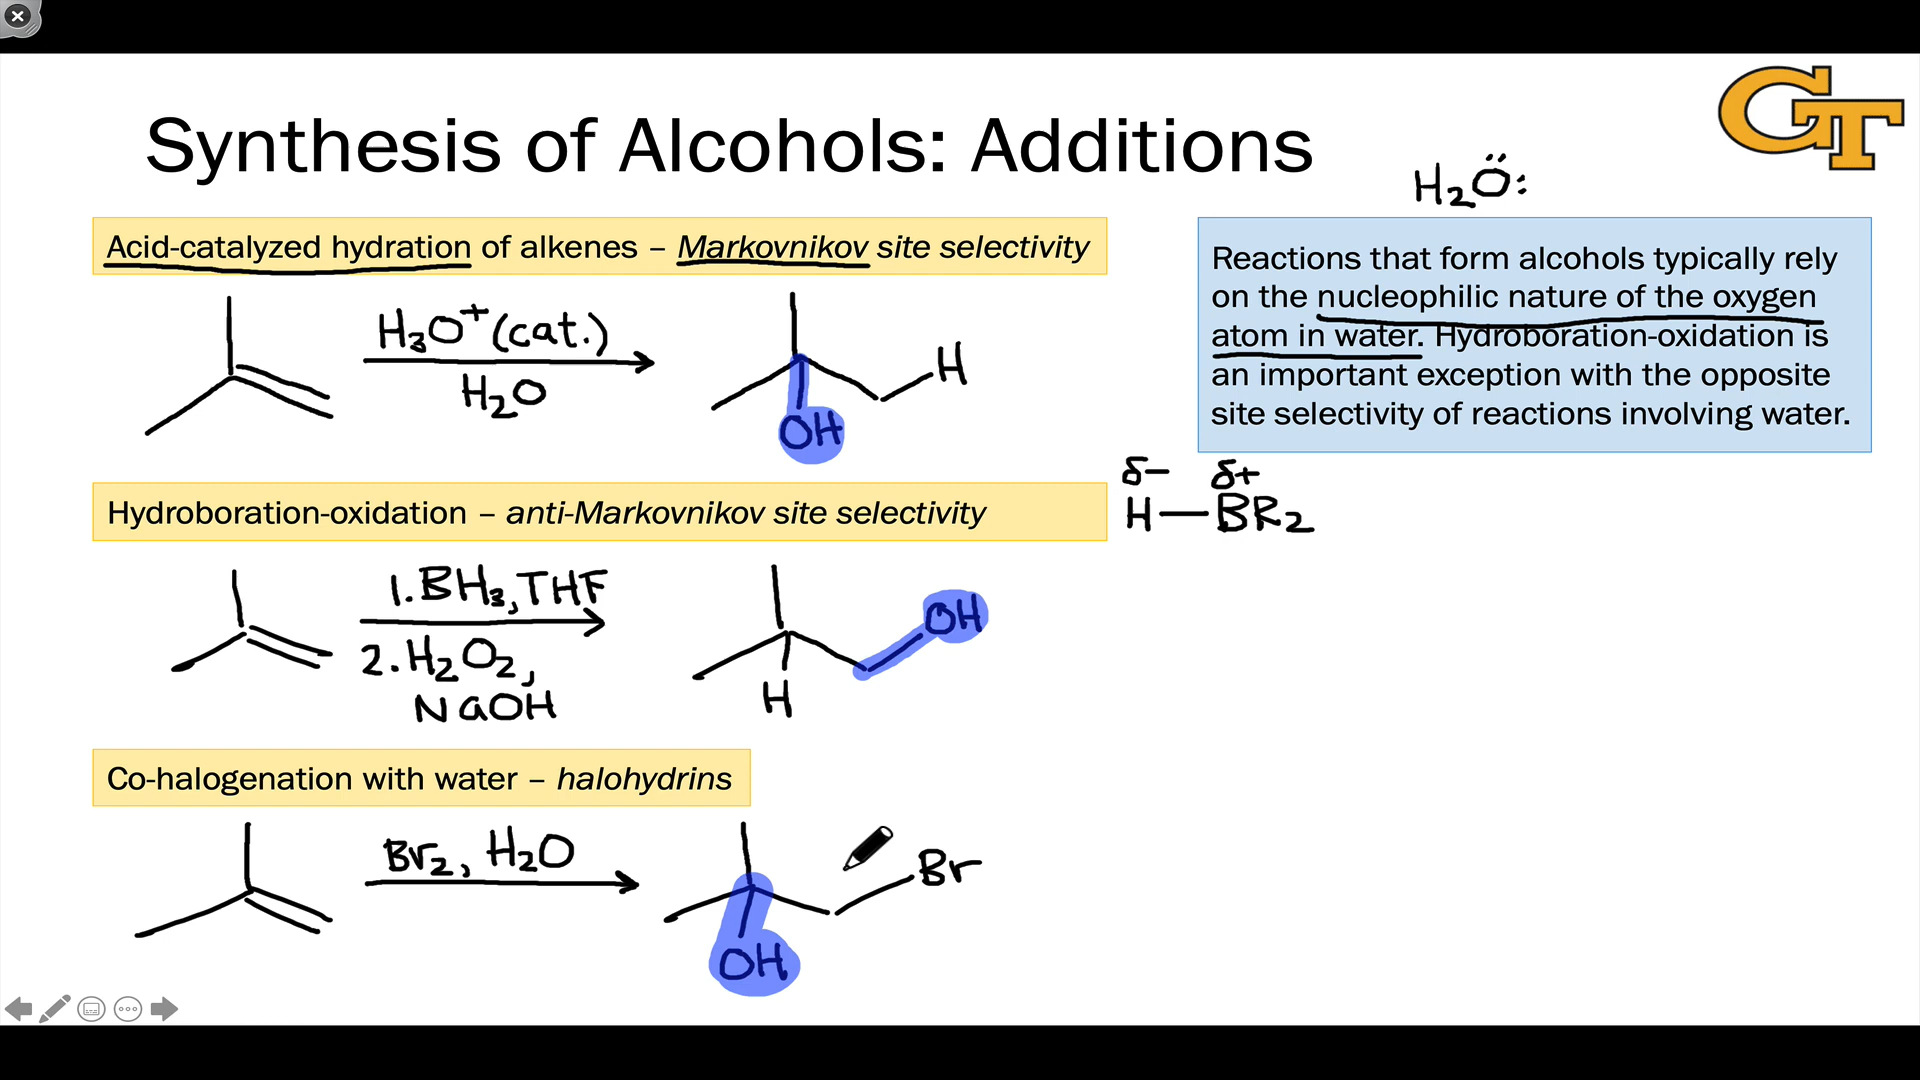 Synthesis of Alcohols: Additions
GT
H₂Ö:
Acid-catalyzed hydration of alkenes – Markovnikov site selectivity
H₃O⁺ (cat.)
H₂O
H
OH
Reactions that form alcohols typically rely
on the nucleophilic nature of the oxygen
atom in water. Hydroboration-oxidation is
an important exception with the opposite
site selectivity of reactions involving water.
Hydroboration-oxidation – anti-Markovnikov site selectivity
δ− δ+
H—BR₂
1. BH₃, THF
2. H₂O₂,
NaOH
OH
H
Co-halogenation with water – halohydrins
Br₂, H₂O
Br
OH